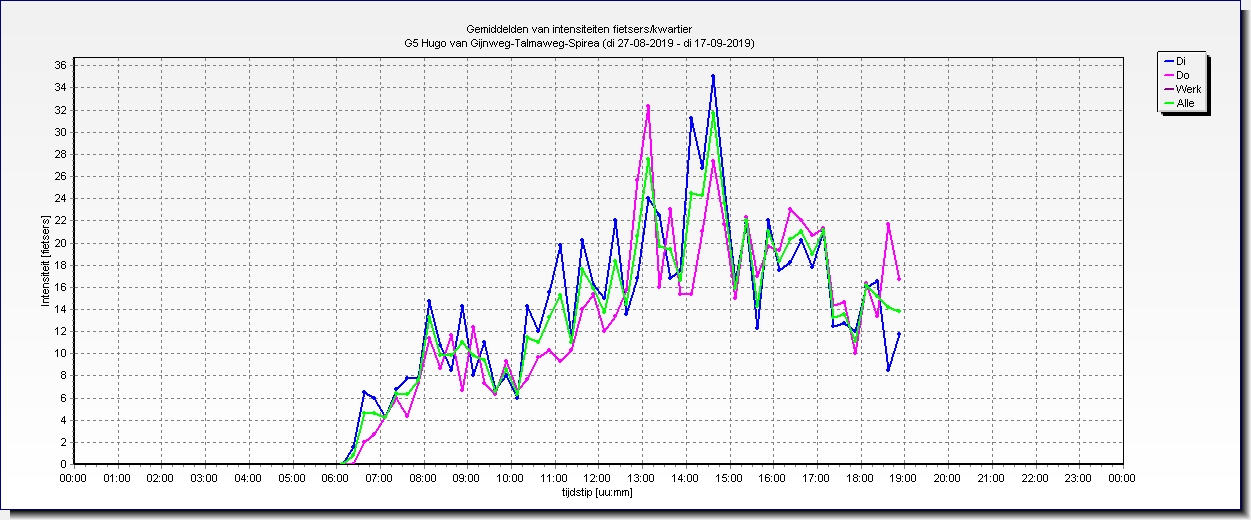 Gemiddelden van intensiteiten fietsers/kwartier
G5 Hugo van Gijnweg-Talmaweg-Spirea (di 27-08-2019 - di 17-09-2019)
Di
Do
Werk
Alle
Intensiteit [fietsers]
36
34
32
30
28
26
24
22
20
18
16
14
12
10
8
6
4
2
0
00:00 01:00 02:00 03:00 04:00 05:00 06:00 07:00 08:00 09:00 10:00 11:00 12:00 13:00 14:00 15:00 16:00 17:00 18:00 19:00 20:00 21:00 22:00 23:00 00:00
tijdstip [uu:mm]